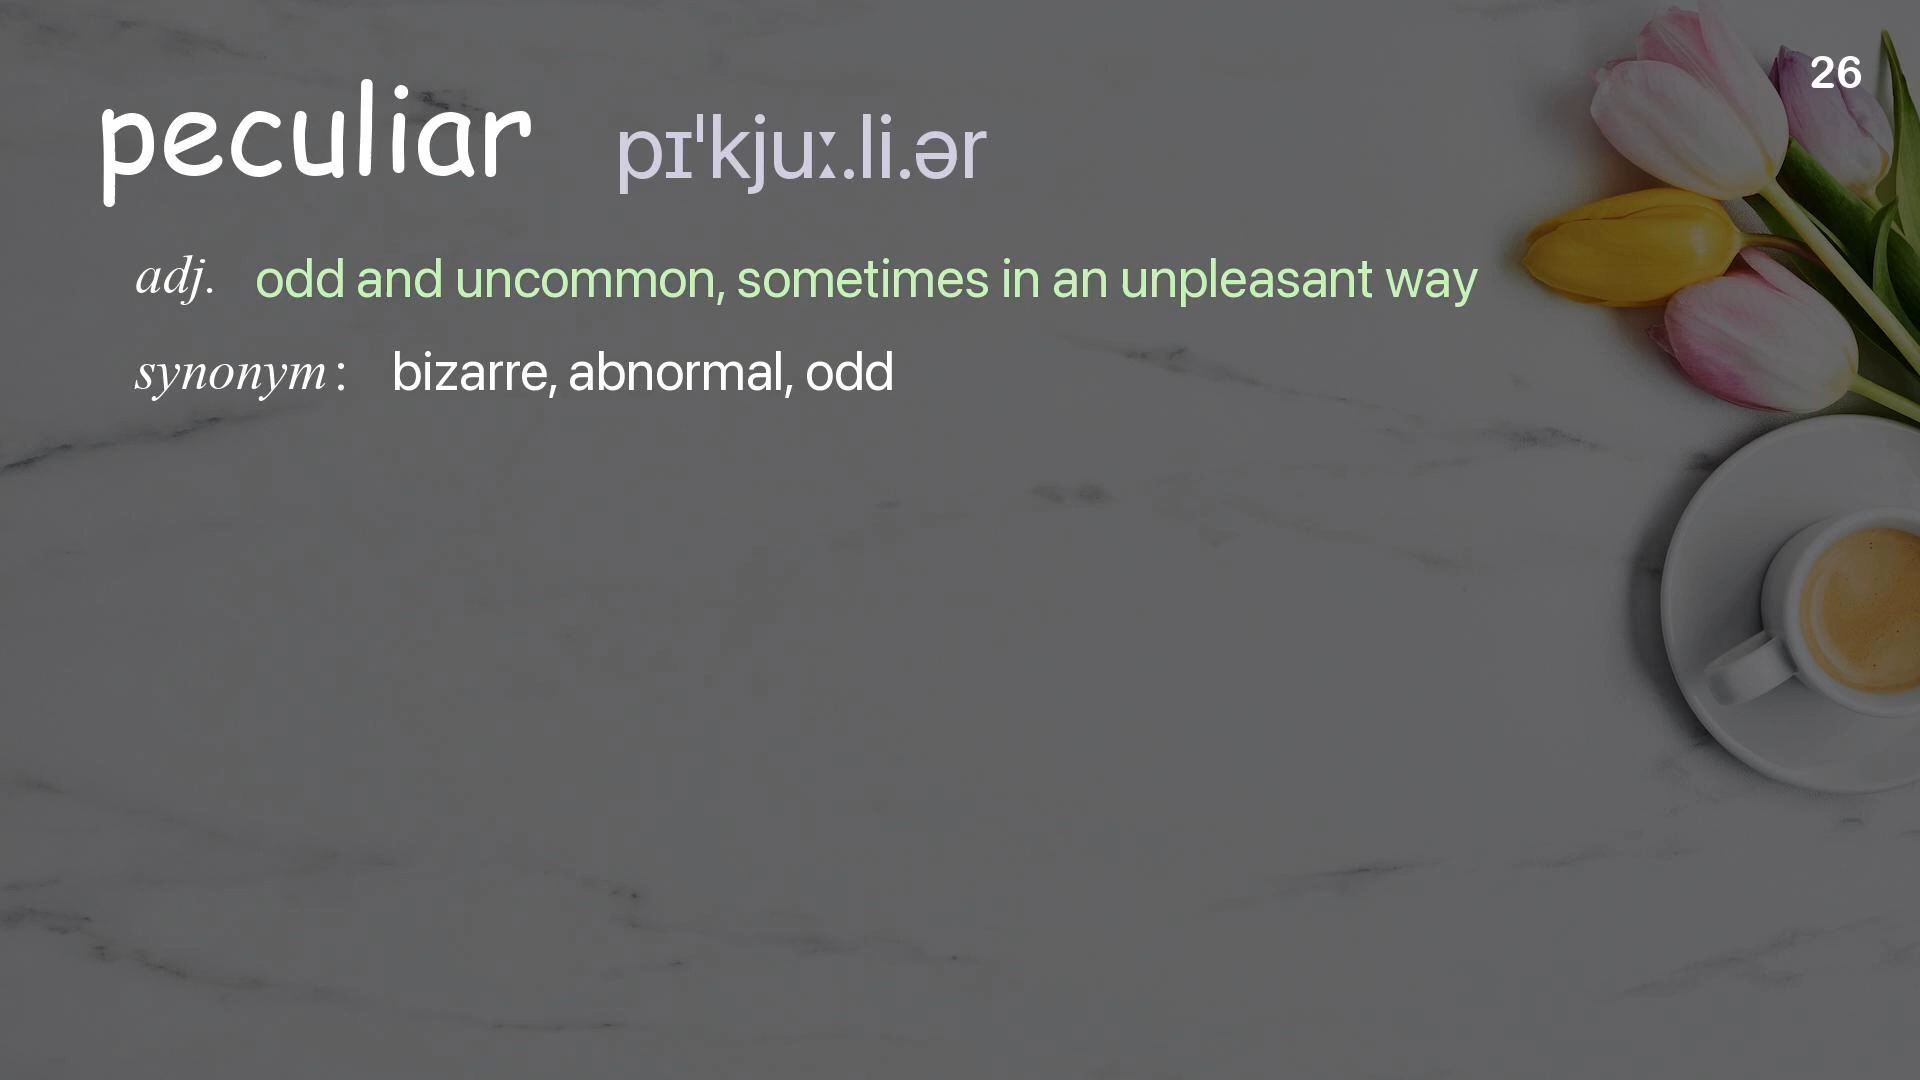 26
peculiar pɪˈkjuː.li.ər
adj. odd and uncommon, sometimes in an unpleasant way
synonym : bizarre, abnormal, odd